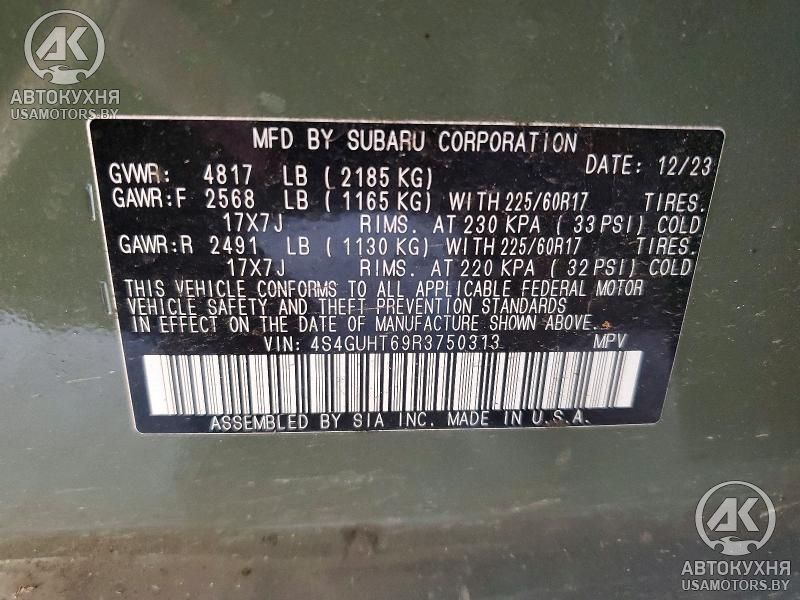 AK
АВТОКУХНЯ
USAMOTORS.BY
MFD BY SUBARU CORPORATION
DATE: 12/23
GVWR: 4817 LB ( 2185 KG)
GAWR:F 2568 LB ( 1165 KG) WITH 225/60R17 TIRES.
17X7J RIMS. AT 230 KPA ( 33 PSI) COLD
GAWR:R 2491 LB ( 1130 KG) WITH 225/60R17 TIRES.
17X7J RIMS. AT 220 KPA ( 32 PSI) COLD
THIS VEHICLE CONFORMS TO ALL APPLICABLE FEDERAL MOTOR
VEHICLE SAFETY AND THEFT PREVENTION STANDARDS
IN EFFECT ON THE DATE OF MANUFACTURE SHOWN ABOVE.
VIN: 4S4GUHT69R3750313 MPV
ASSEMBLED BY SIA INC. MADE IN U.S.A.
AK
АВТОКУХНЯ
USAMOTORS.BY